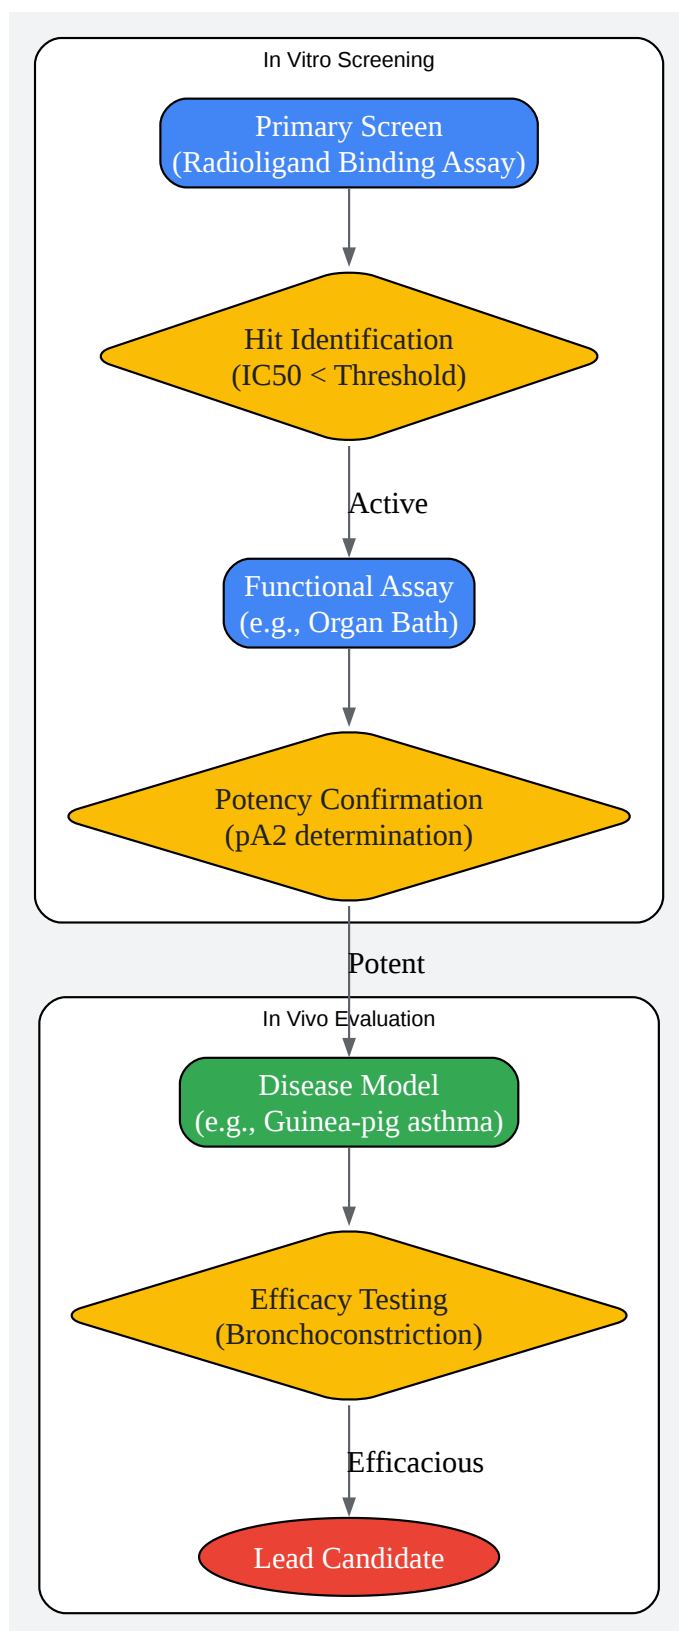 In Vitro Screening
Primary Screen
(Radioligand Binding Assay)
Hit Identification
(IC50 < Threshold)
Active
Functional Assay
(e.g., Organ Bath)
Potency Confirmation
(pA2 determination)
Potent
In Vivo Evaluation
Disease Model
(e.g., Guinea-pig asthma)
Efficacy Testing
(Bronchoconstriction)
Efficacious
Lead Candidate